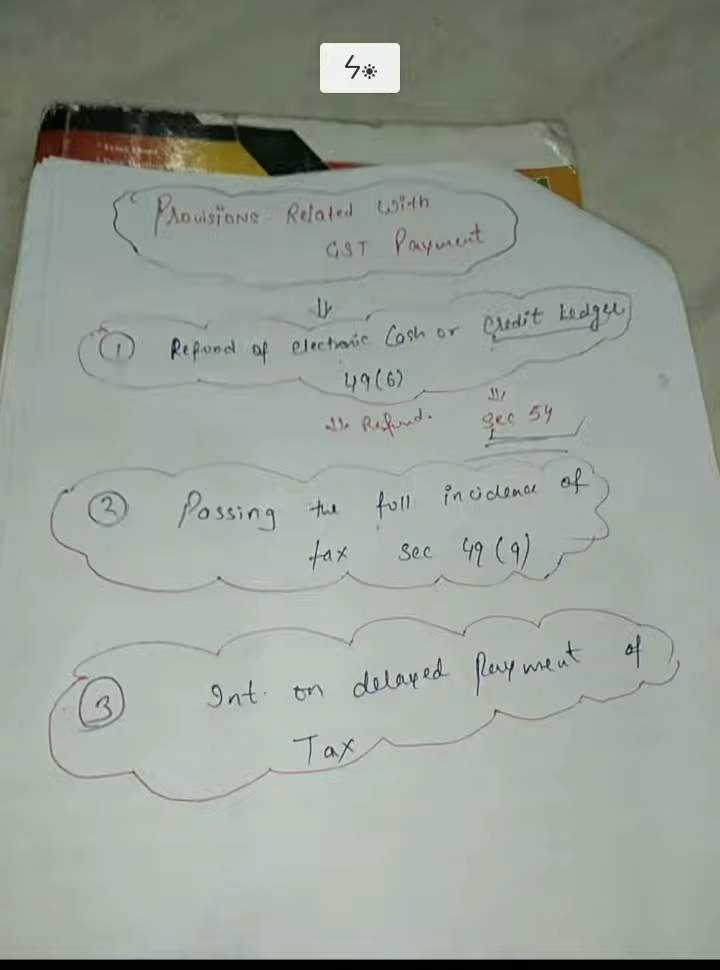 Provisions Related with
GST Payment
① Refund of electronic Cash or Credit Ledger
49(6)
⇓ Refund. Sec 54
② Passing the full incidence of
tax sec 49 (9)
③ Int. on delayed Payment of
Tax